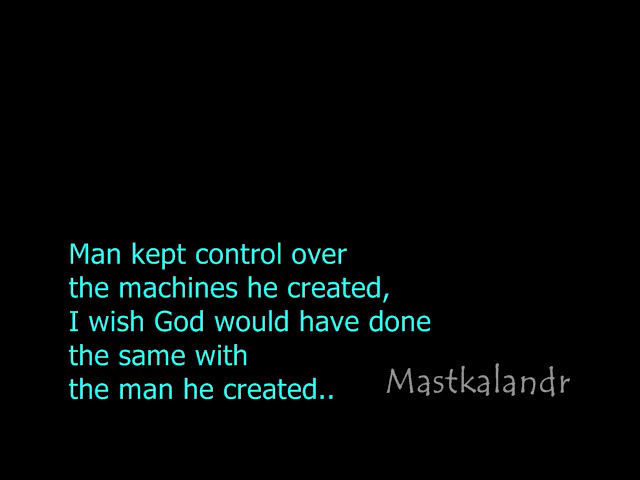 Man kept control over
the machines he created,
I wish God would have done
the same with
the man he created..
Mastkalandr